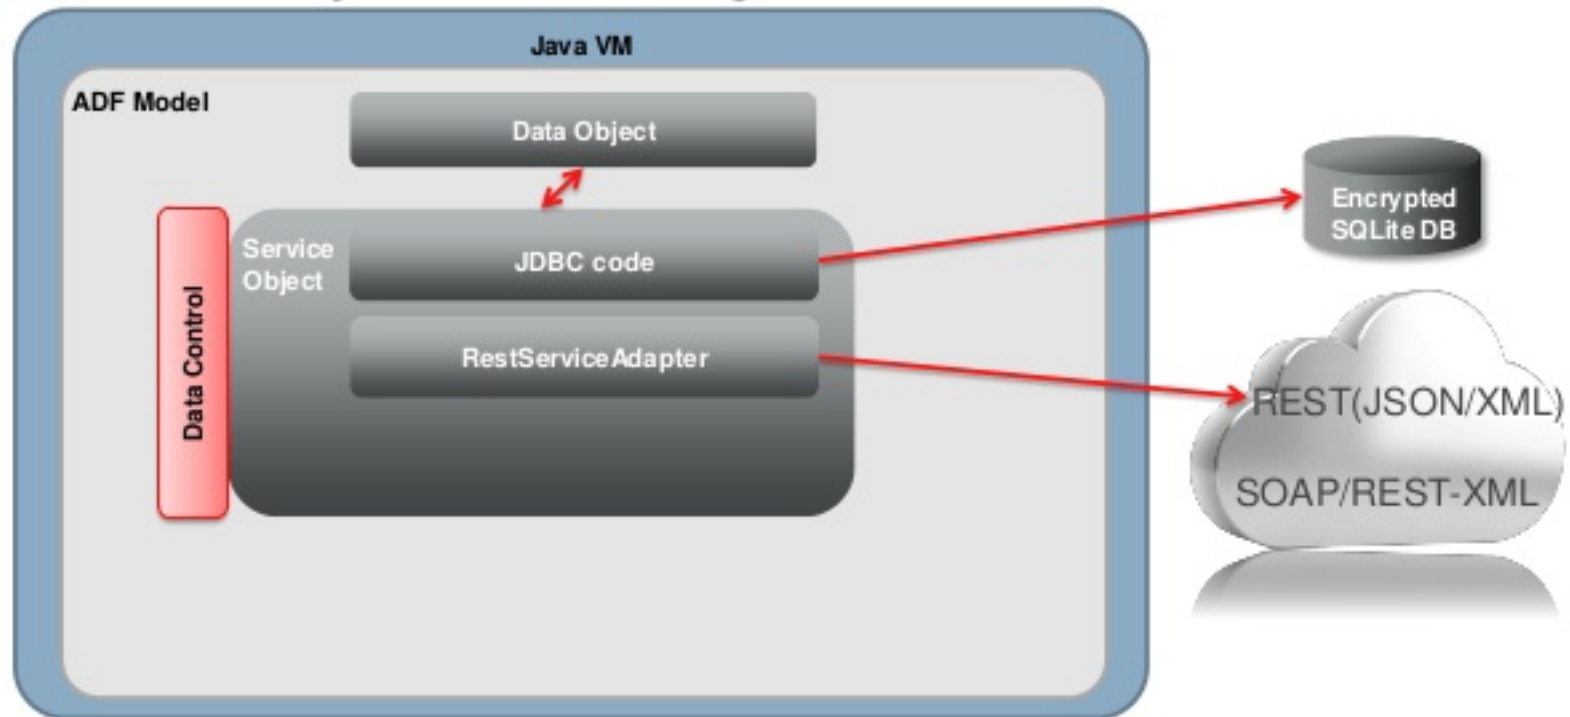 Java VM
ADF Model
Data Object
Service
Object
JDBC code
RestServiceAdapter
Data Control
Encrypted
SQLite DB
REST(JSON/XML)
SOAP/REST-XML